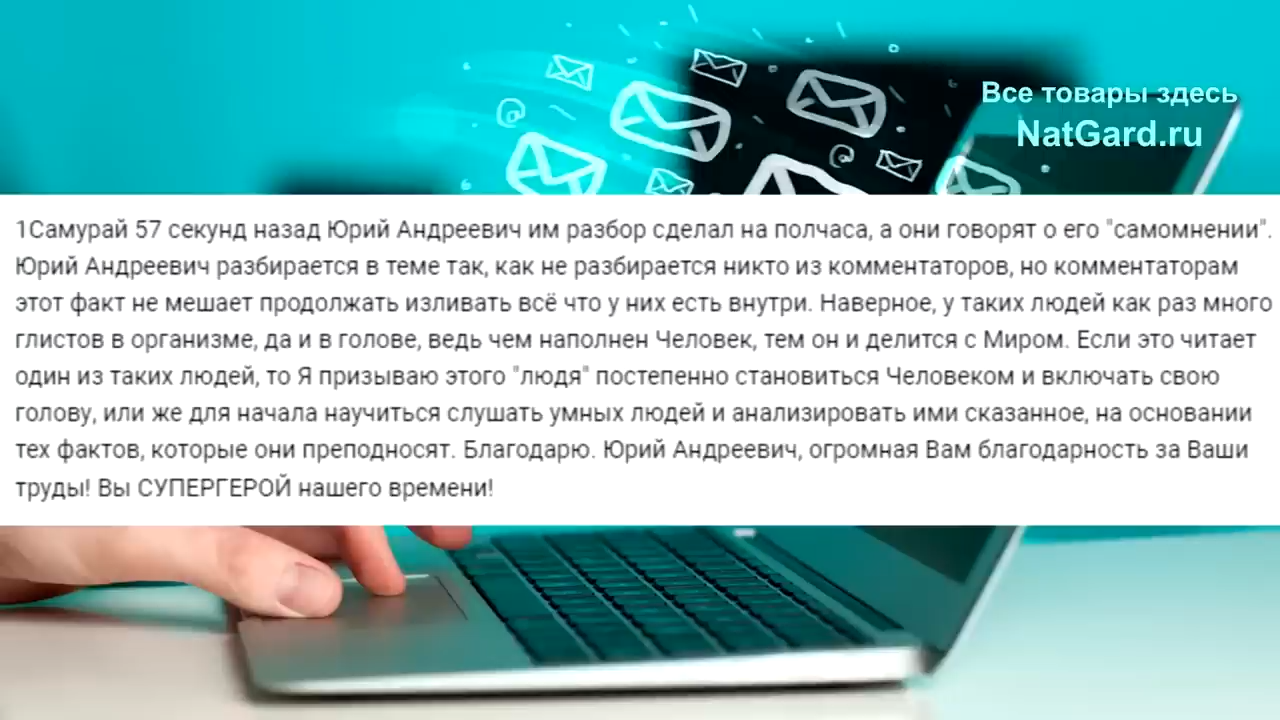 Все товары здесь
NatGard.ru
1Самурай 57 секунд назад Юрий Андреевич им разбор сделал на полчаса, а они говорят о его "самомнении".
Юрий Андреевич разбирается в теме так, как не разбирается никто из комментаторов, но комментаторам
этот факт не мешает продолжать изливать всё что у них есть внутри. Наверное, у таких людей как раз много
глистов в организме, да и в голове, ведь чем наполнен Человек, тем он и делится с Миром. Если это читает
один из таких людей, то Я призываю этого "людя" постепенно становиться Человеком и включать свою
голову, или же для начала научиться слушать умных людей и анализировать ими сказанное, на основании
тех фактов, которые они преподносят. Благодарю. Юрий Андреевич, огромная Вам благодарность за Ваши
труды! Вы СУПЕРГЕРОЙ нашего времени!